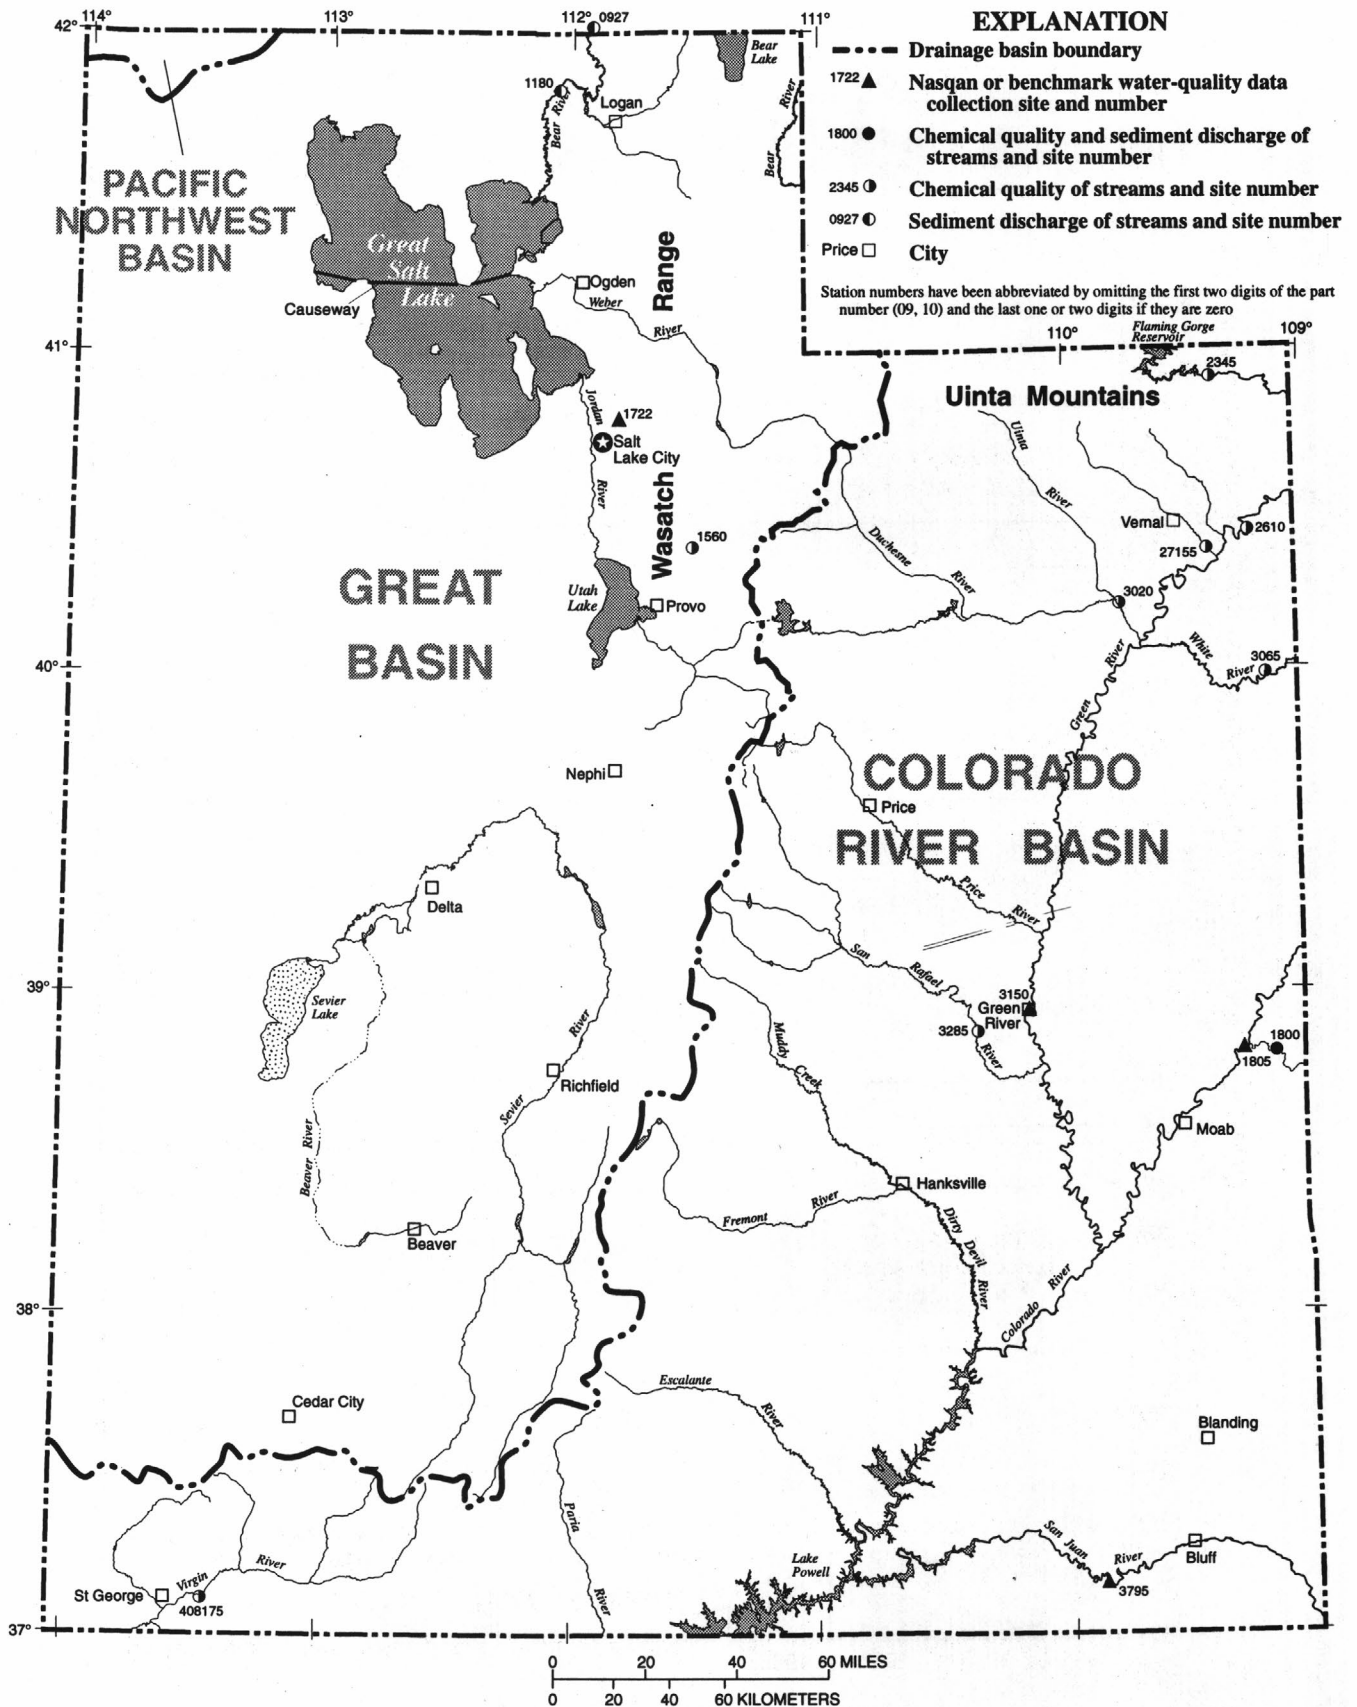 114°
113°
112°
111°
42°
0927
EXPLANATION
Drainage basin boundary
1722 Nasqan or benchmark water-quality data
collection site and number
1800 Chemical quality and sediment discharge of
streams and site number
2345 Chemical quality of streams and site number
0927 Sediment discharge of streams and site number
Price City
Station numbers have been abbreviated by omitting the first two digits of the part
number (09, 10) and the last one or two digits if they are zero
Bear
Lake
1180
Bear River
Logan
Bear River
PACIFIC
NORTHWEST
BASIN
Great
Salt
Lake
Causeway
Ogden
Weber
River
Wasatch Range
110°
109°
Flaming Gorge
Reservoir
2345
41°
Uinta Mountains
Jordan
River
1722
Salt
Lake City
Uinta
River
Vernal
2610
27155
1560
Duchesne
River
3020
GREAT
BASIN
Utah
Lake
Provo
White
River
3065
Green
River
40°
COLORADO
RIVER BASIN
Nephi
Price
Price
River
Delta
San
Rafael
River
39°
Sevier
Lake
3150
Green
River
3285
1800
1805
Muddy
Creek
Sevier
River
Richfield
Moab
Beaver River
Beaver
Hanksville
Fremont
River
Dirty
Devil
River
Colorado
River
38°
Escalante
River
Cedar City
Blanding
Paria
River
Virgin
River
St George
408175
Lake
Powell
San Juan
River
Bluff
3795
37°
0 20 40 60 MILES
0 20 40 60 KILOMETERS